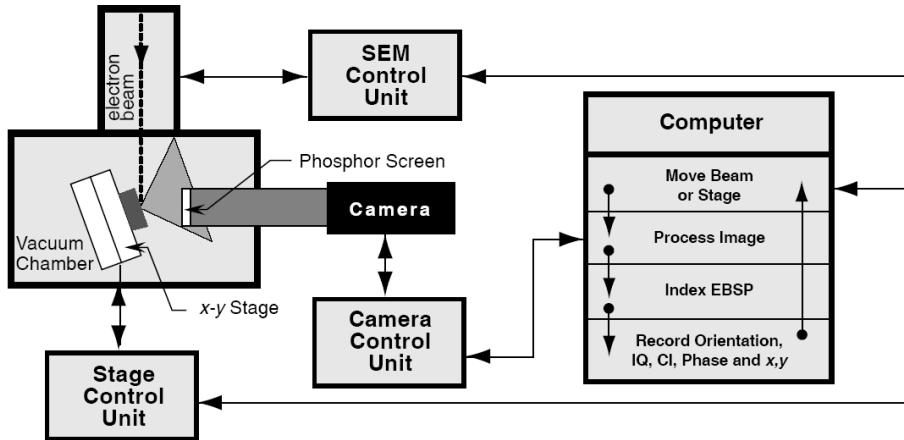 electron
beam
SEM
Control
Unit
Computer
Phosphor Screen
Camera
Move Beam
or Stage
Process Image
Index EBSP
Record Orientation,
IQ, CI, Phase and x,y
Vacuum
Chamber
x-y Stage
Camera
Control
Unit
Stage
Control
Unit